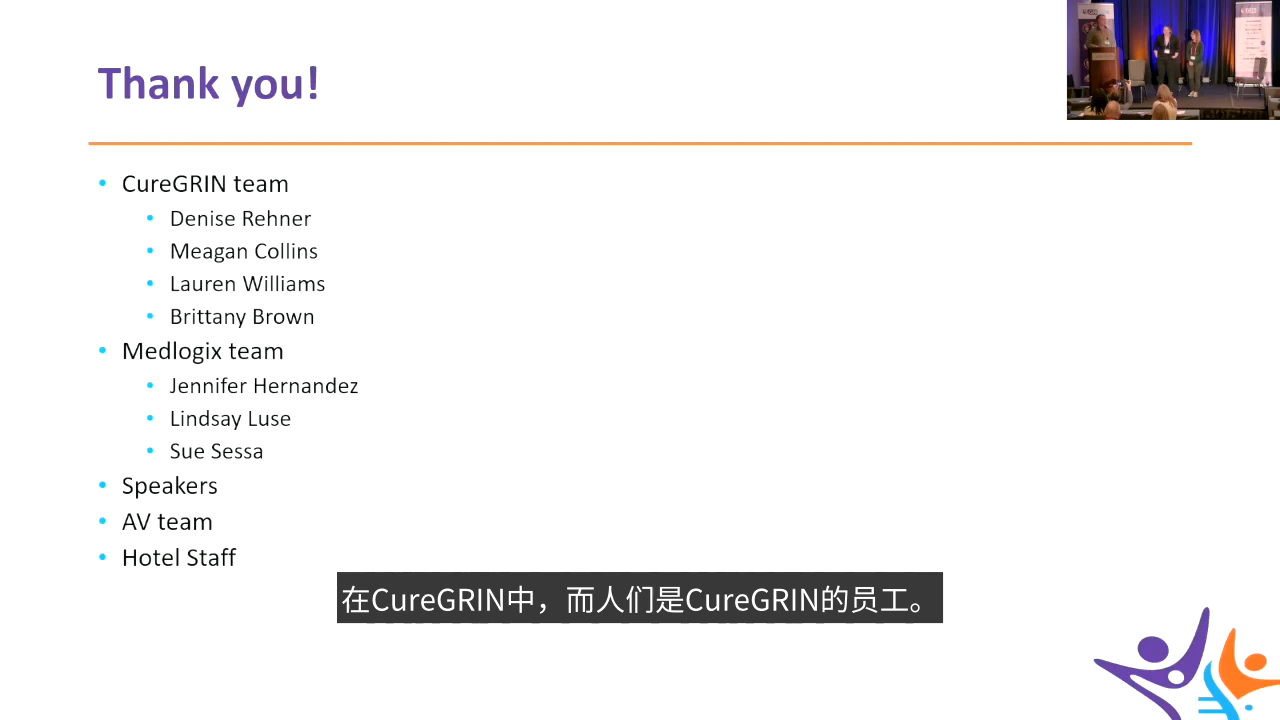 Thank you!
• CureGRIN team
• Denise Rehner
• Meagan Collins
• Lauren Williams
• Brittany Brown
• Medlogix team
• Jennifer Hernandez
• Lindsay Luse
• Sue Sessa
• Speakers
• AV team
• Hotel Staff
在CureGRIN中，而人们是CureGRIN的员工。